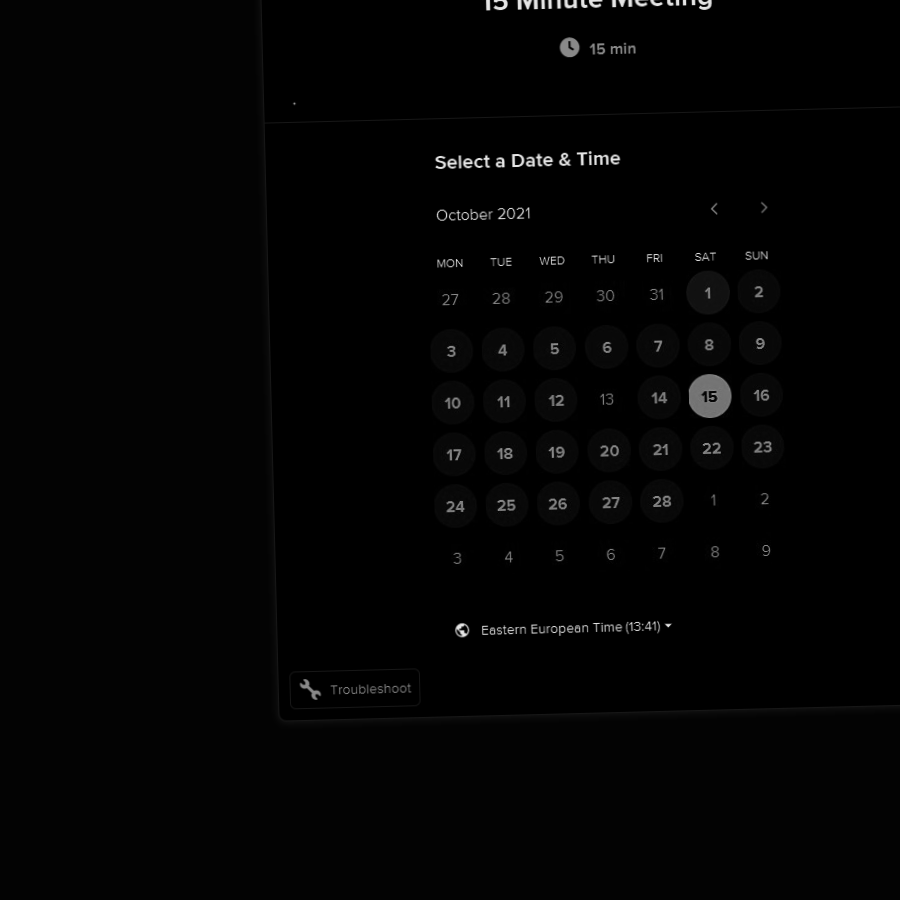 15 Minute Meeting
15 min
Select a Date & Time
October 2021
MON TUE WED THU FRI SAT SUN
27 28 29 30 31 1 2
3 4 5 6 7 8 9
10 11 12 13 14 15 16
17 18 19 20 21 22 23
24 25 26 27 28 1 2
3 4 5 6 7 8 9
Eastern European Time (13:41)
Troubleshoot